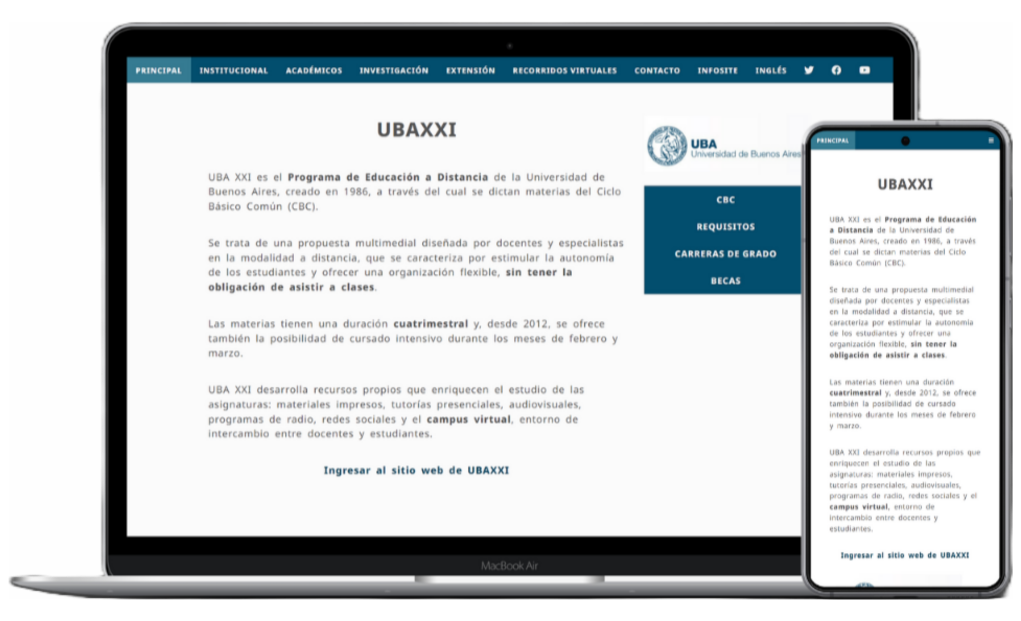 PRINCIPAL INSTITUCIONAL ACADÉMICOS INVESTIGACIÓN EXTENSIÓN RECORRIDOS VIRTUALES CONTACTO INFOSITE INGLÉS
UBAXXI
UBA XXI es el Programa de Educación a Distancia de la Universidad de
Buenos Aires, creado en 1986, a través del cual se dictan materias del Ciclo
Básico Común (CBC).
Se trata de una propuesta multimedial diseñada por docentes y especialistas
en la modalidad a distancia, que se caracteriza por estimular la autonomía
de los estudiantes y ofrecer una organización flexible, sin tener la
obligación de asistir a clases.
Las materias tienen una duración cuatrimestral y, desde 2012, se ofrece
también la posibilidad de cursado intensivo durante los meses de febrero y
marzo.
UBA XXI desarrolla recursos propios que enriquecen el estudio de las
asignaturas: materiales impresos, tutorías presenciales, audiovisuales,
programas de radio, redes sociales y el campus virtual, entorno de
intercambio entre docentes y estudiantes.
Ingresar al sitio web de UBAXXI
UBA
Universidad de Buenos Aires
CBC
REQUISITOS
CARRERAS DE GRADO
BECAS
MacBook Air
PRINCIPAL
UBAXXI
UBA XXI es el Programa de Educación
a Distancia de la Universidad de
Buenos Aires, creado en 1986, a través
del cual se dictan materias del Ciclo
Básico Común (CBC).
Se trata de una propuesta multimedial
diseñada por docentes y especialistas
en la modalidad a distancia, que se
caracteriza por estimular la autonomía
de los estudiantes y ofrecer una
organización flexible, sin tener la
obligación de asistir a clases.
Las materias tienen una duración
cuatrimestral y, desde 2012, se ofrece
también la posibilidad de cursado
intensivo durante los meses de febrero
y marzo.
UBA XXI desarrolla recursos propios que
enriquecen el estudio de las
asignaturas: materiales impresos,
tutorías presenciales, audiovisuales,
programas de radio, redes sociales y el
campus virtual, entorno de
intercambio entre docentes y
estudiantes.
Ingresar al sitio web de UBAXXI